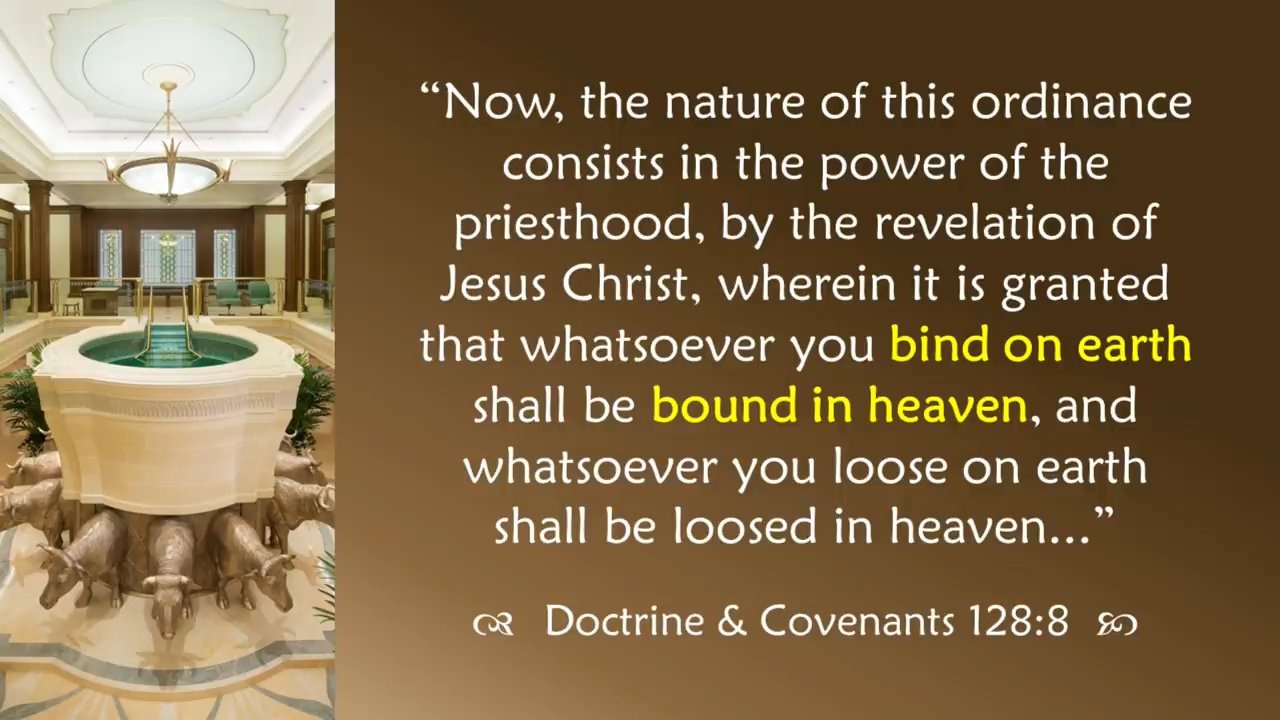 “Now, the nature of this ordinance
consists in the power of the
priesthood, by the revelation of
Jesus Christ, wherein it is granted
that whatsoever you bind on earth
shall be bound in heaven, and
whatsoever you loose on earth
shall be loosed in heaven...”
Doctrine & Covenants 128:8